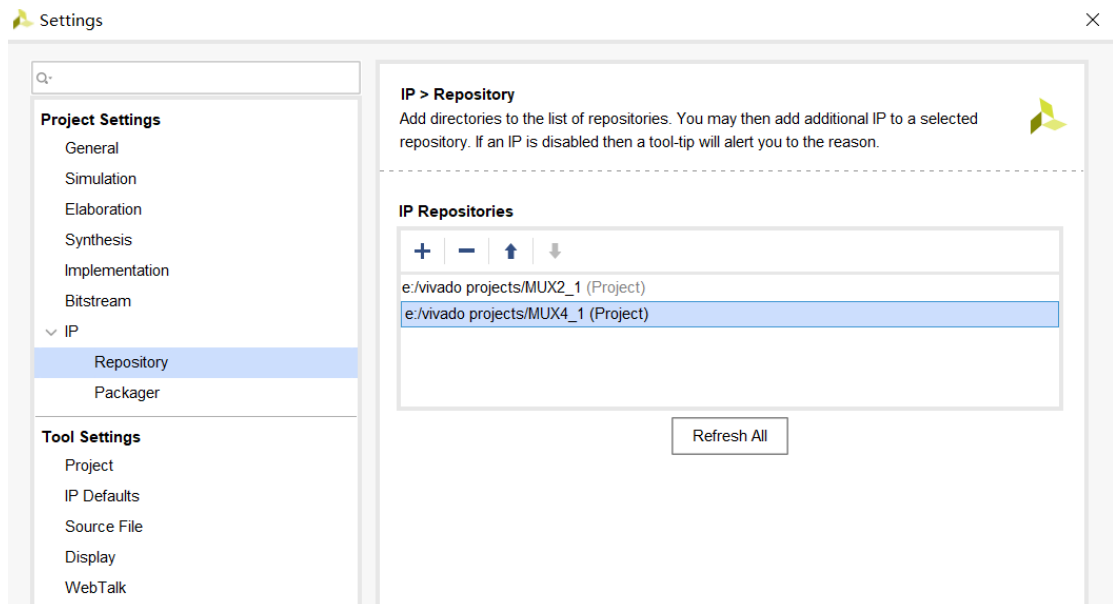 Settings
Project Settings
General
Simulation
Elaboration
Synthesis
Implementation
Bitstream
IP
Repository
Packager
Tool Settings
Project
IP Defaults
Source File
Display
WebTalk
IP > Repository
Add directories to the list of repositories. You may then add additional IP to a selected
repository. If an IP is disabled then a tool-tip will alert you to the reason.
IP Repositories
e:/vivado projects/MUX2_1 (Project)
e:/vivado projects/MUX4_1 (Project)
Refresh All